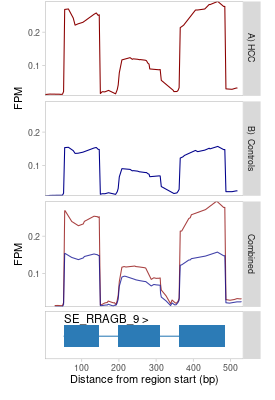 0.2
0.1
A) HCC
FPM
0.2
0.1
B) Controls
0.2
0.1
FPM
Combined
SE_RRAGB_9 >
0 100 200 300 400 500
Distance from region start (bp)